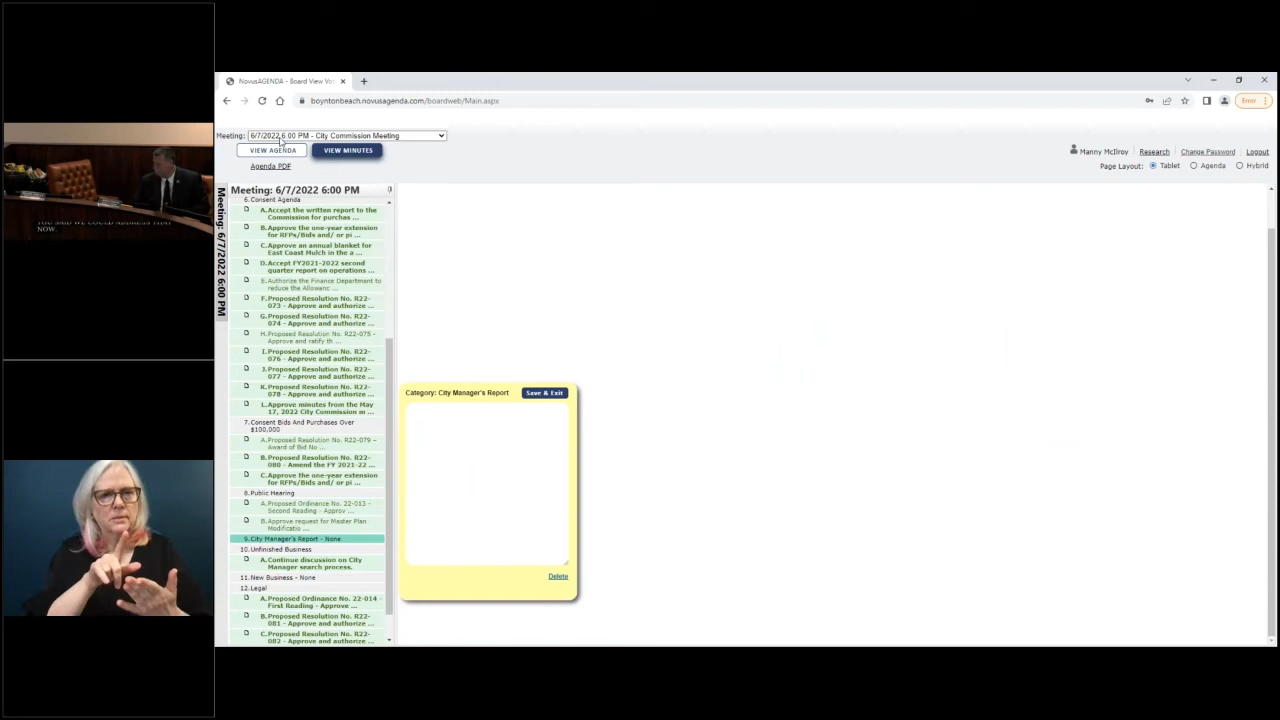 NovusAGENDA - Board View Vo
boyntonbeach.novusagenda.com/boardweb/Main.aspx
Error
Meeting: 6/7/2022 6:00 PM - City Commission Meeting
VIEW AGENDA VIEW MINUTES
Agenda PDF
Manny McIlroy Research Change Password Logout
Page Layout: Tablet Agenda Hybrid
Meeting: 6/7/2022 6:00 PM
Meeting: 6/7/2022 6:00 PM
6.Consent Agenda
A.Accept the written report to the
Commission for purchas ...
B.Approve the one-year extension
for RFPs/Bids and/ or pi ...
C.Approve an annual blanket for
East Coast Mulch in the a ...
D.Accept FY2021-2022 second
quarter report on operations ...
E.Authorize the Finance Department to
reduce the Allowanc ...
F.Proposed Resolution No. R22-
073 - Approve and authorize ...
G.Proposed Resolution No. R22-
074 - Approve and authorize ...
H.Proposed Resolution No. R22-075 -
Approve and ratify th ...
I.Proposed Resolution No. R22-
076 - Approve and authorize ...
J.Proposed Resolution No. R22-
077 - Approve and authorize ...
K.Proposed Resolution No. R22-
078 - Approve and authorize ...
L.Approve minutes from the May
17, 2022 City Commission m ...
7.Consent Bids And Purchases Over
$100,000
A.Proposed Resolution No. R22-079 –
Award of Bid No ...
B.Proposed Resolution No. R22-
080 - Amend the FY 2021-22 ...
C.Approve the one-year extension
for RFPs/Bids and/ or pi ...
8.Public Hearing
A.Proposed Ordinance No. 22-013 -
Second Reading - Approv ...
B.Approve request for Master Plan
Modificatio ...
9.City Manager's Report - None
10.Unfinished Business
A.Continue discussion on City
Manager search process.
11.New Business - None
12.Legal
A.Proposed Ordinance No. 22-014 -
First Reading - Approve ...
B.Proposed Resolution No. R22-
081 - Approve and authorize ...
C.Proposed Resolution No. R22-
082 - Approve and authorize ...
Category: City Manager's Report Save & Exit
Delete
YOU SAID WE COULD ADDRESS THAT
NOW.